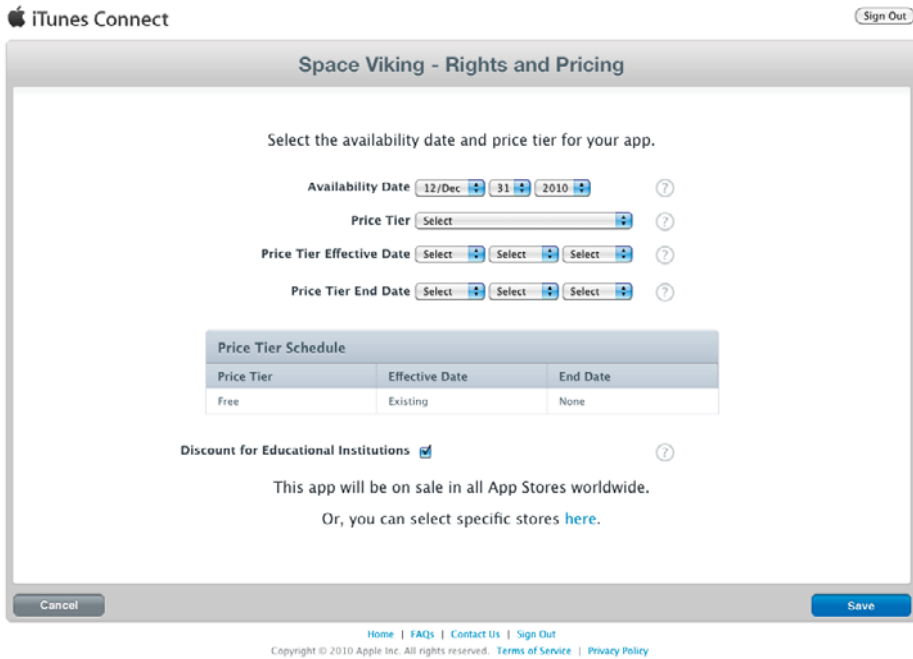 iTunes Connect
Sign Out
Space Viking - Rights and Pricing
Select the availability date and price tier for your app.
Availability Date 12/Dec 31 2010 ?
Price Tier Select ?
Price Tier Effective Date Select Select Select ?
Price Tier End Date Select Select Select ?
Price Tier Schedule
Price Tier Effective Date End Date
Free Existing None
Discount for Educational Institutions ?
This app will be on sale in all App Stores worldwide.
Or, you can select specific stores here.
Cancel Save
Home | FAQs | Contact Us | Sign Out
Copyright © 2010 Apple Inc. All rights reserved. Terms of Service | Privacy Policy